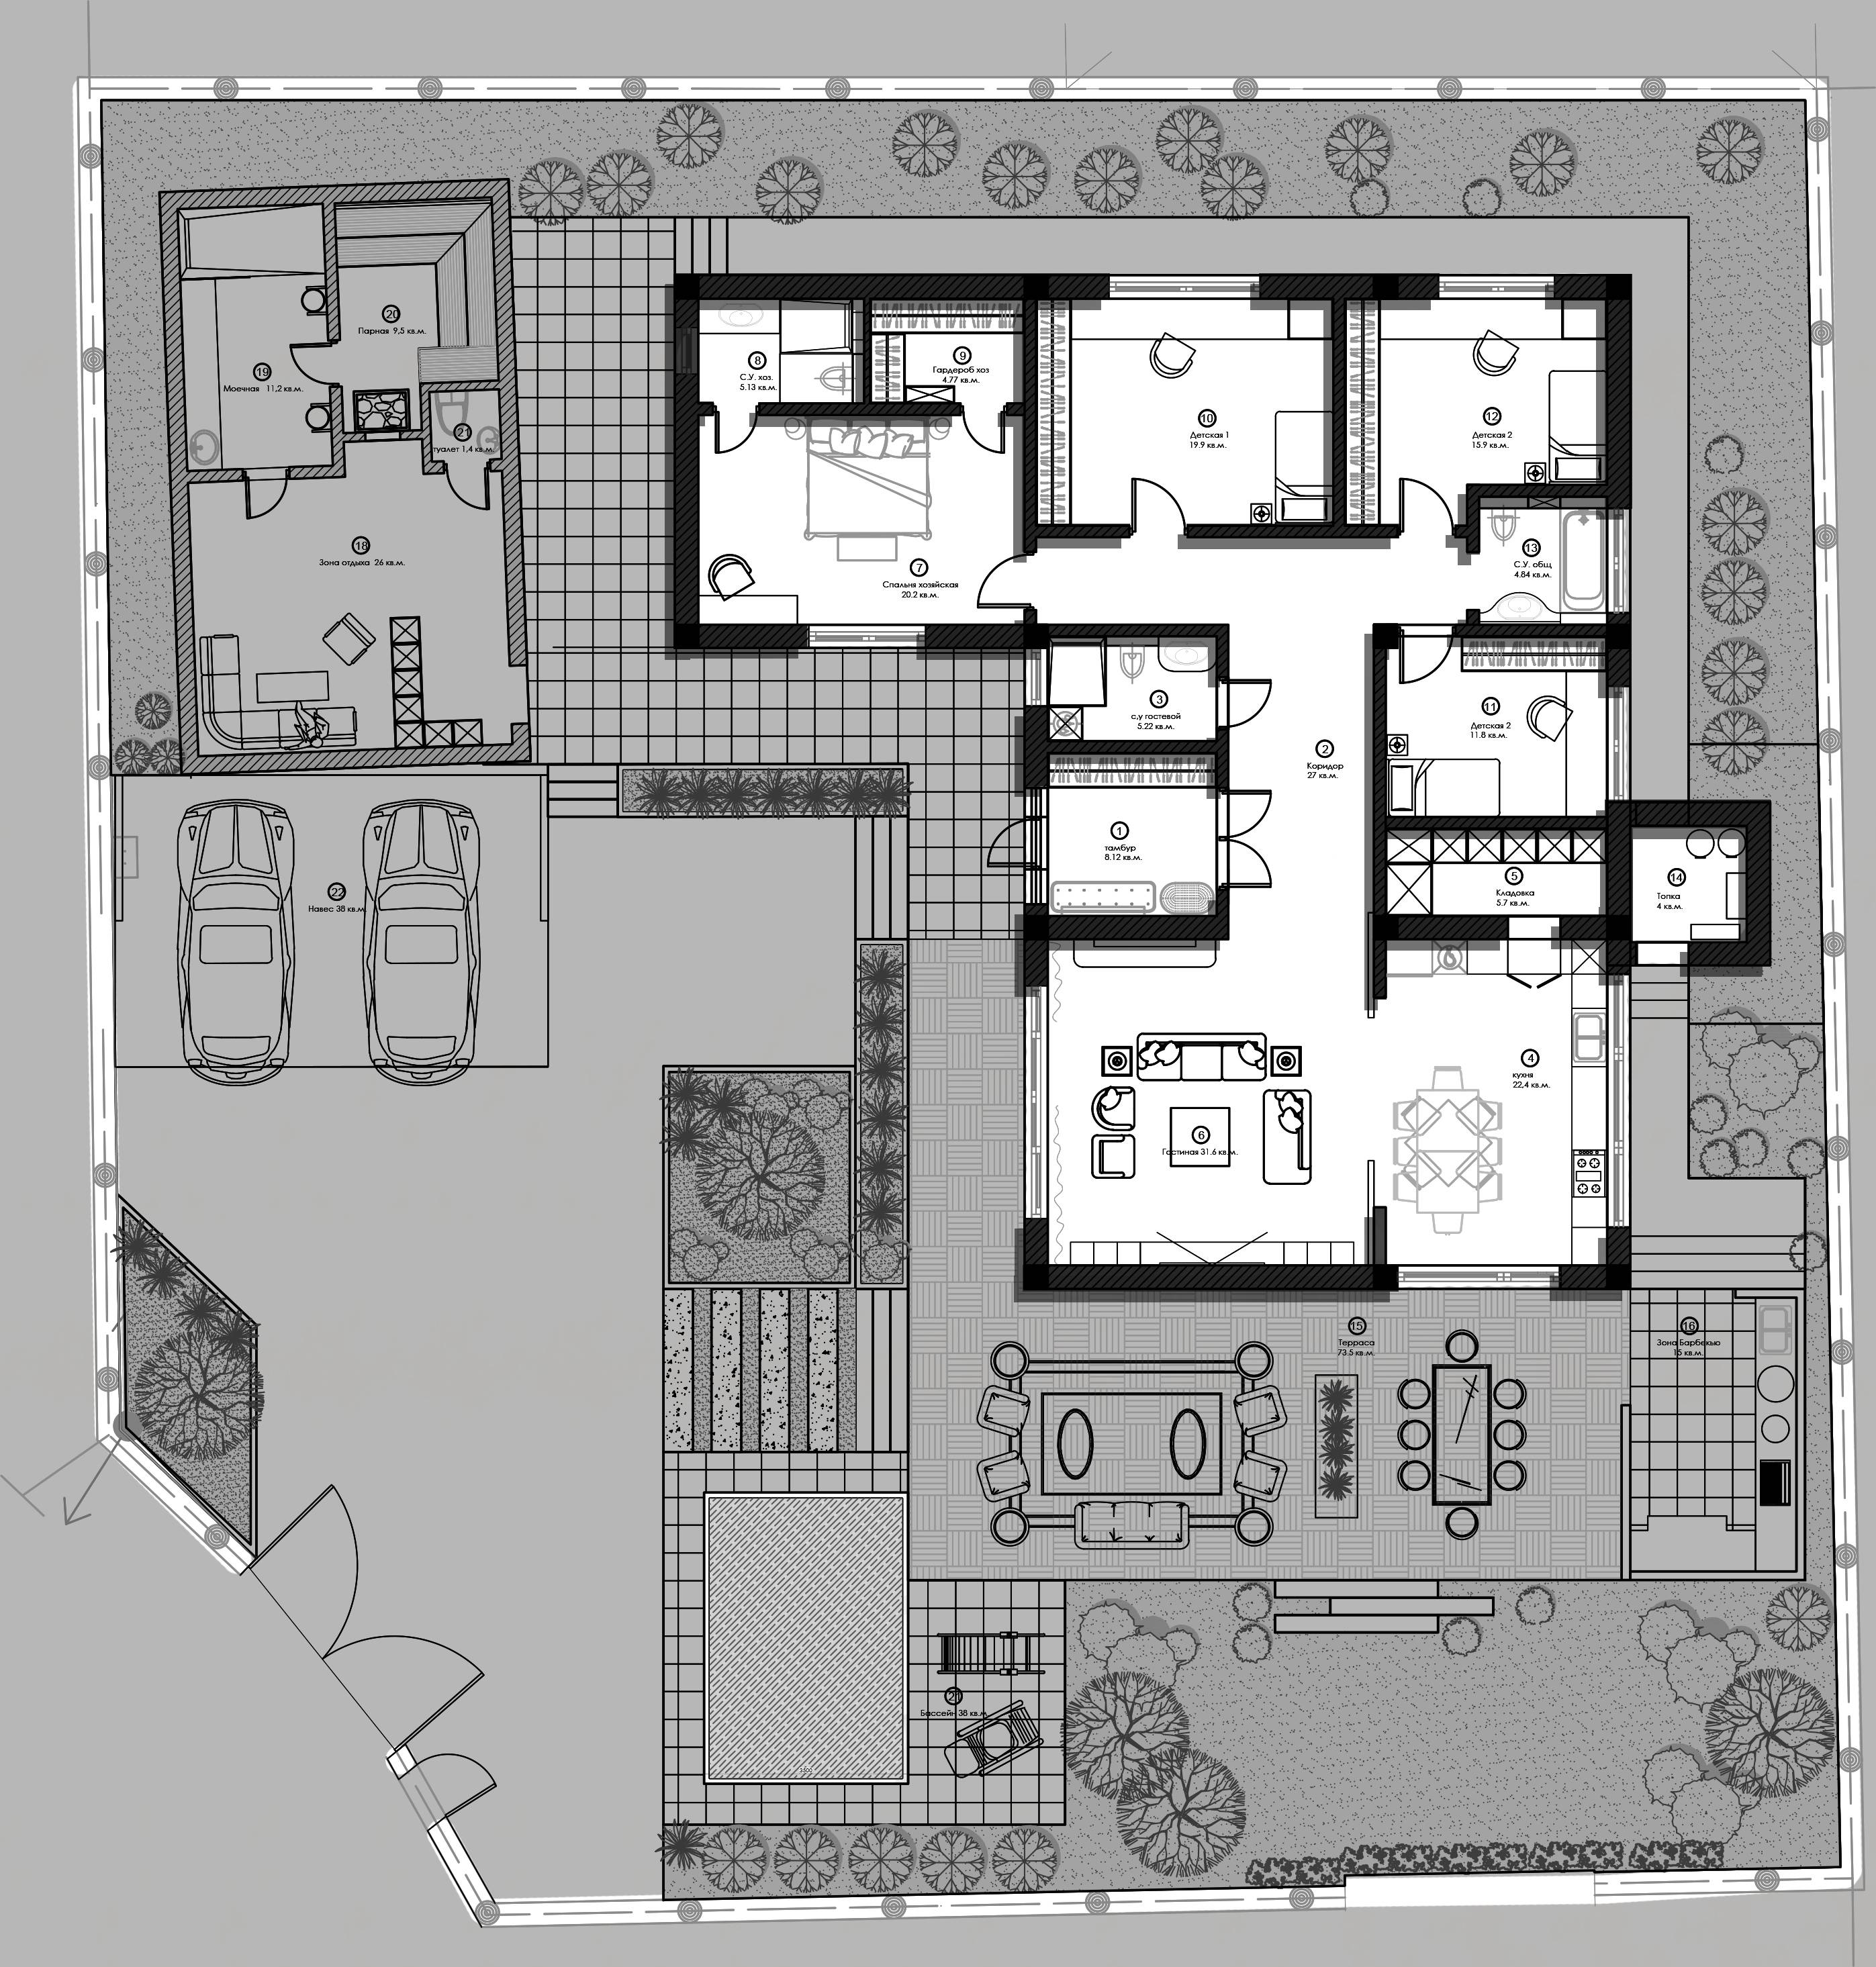 20
Парная 9,5 кв.м.
19
Моечная 11,2 кв.м.
21
туалет 1,4 кв.м.
18
Зона отдыха 26 кв.м.
8
С.У. хоз.
5.13 кв.м.
9
Гардероб хоз
4.77 кв.м.
10
Детская 1
19.9 кв.м.
12
Детская 2
15.9 кв.м.
7
Спальня хозяйская
20.2 кв.м.
13
С.У. общ
4.84 кв.м.
3
с,у гостевой
5.22 кв.м.
2
Коридор
27 кв.м.
11
Детская 2
11.8 кв.м.
1
тамбур
8.12 кв.м.
5
Кладовка
5.7 кв.м.
14
Топка
4 кв.м.
22
Навес 38 кв.м.
4
кухня
22,4 кв.м.
6
Гостиная 31.6 кв.м.
15
Терраса
73.5 кв.м.
16
Зона Барбекью
15 кв.м.
21
Бассейн 38 кв.м.